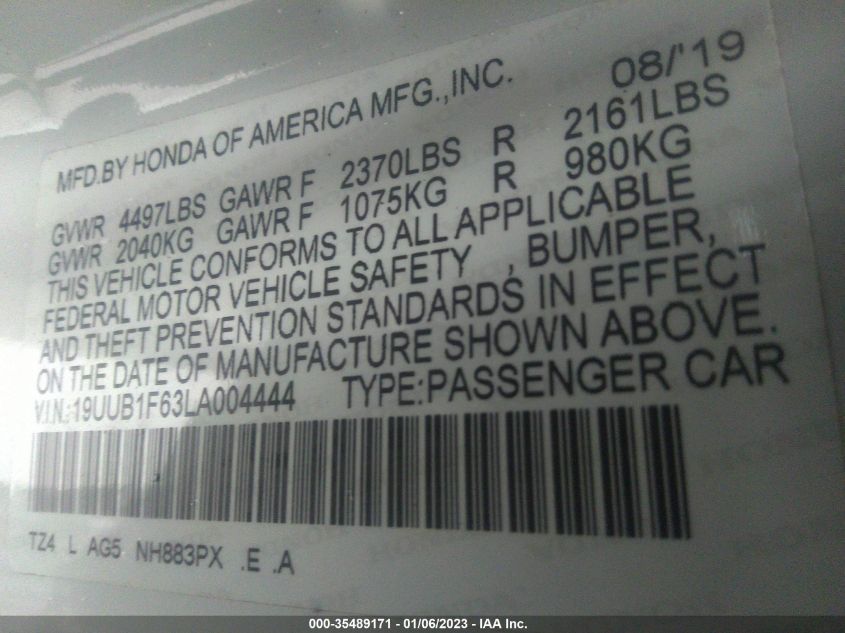 MFD.BY HONDA OF AMERICA MFG.,INC. 08/'19
GVWR 4497LBS GAWR F 2370LBS R 2161LBS
GVWR 2040KG GAWR F 1075KG R 980KG
THIS VEHICLE CONFORMS TO ALL APPLICABLE
FEDERAL MOTOR VEHICLE SAFETY , BUMPER,
AND THEFT PREVENTION STANDARDS IN EFFECT
ON THE DATE OF MANUFACTURE SHOWN ABOVE.
V.I.N.:19UUB1F63LA004444 TYPE:PASSENGER CAR
TZ4 L AG5 NH883PX .E .A
000-35489171 - 01/06/2023 - IAA Inc.